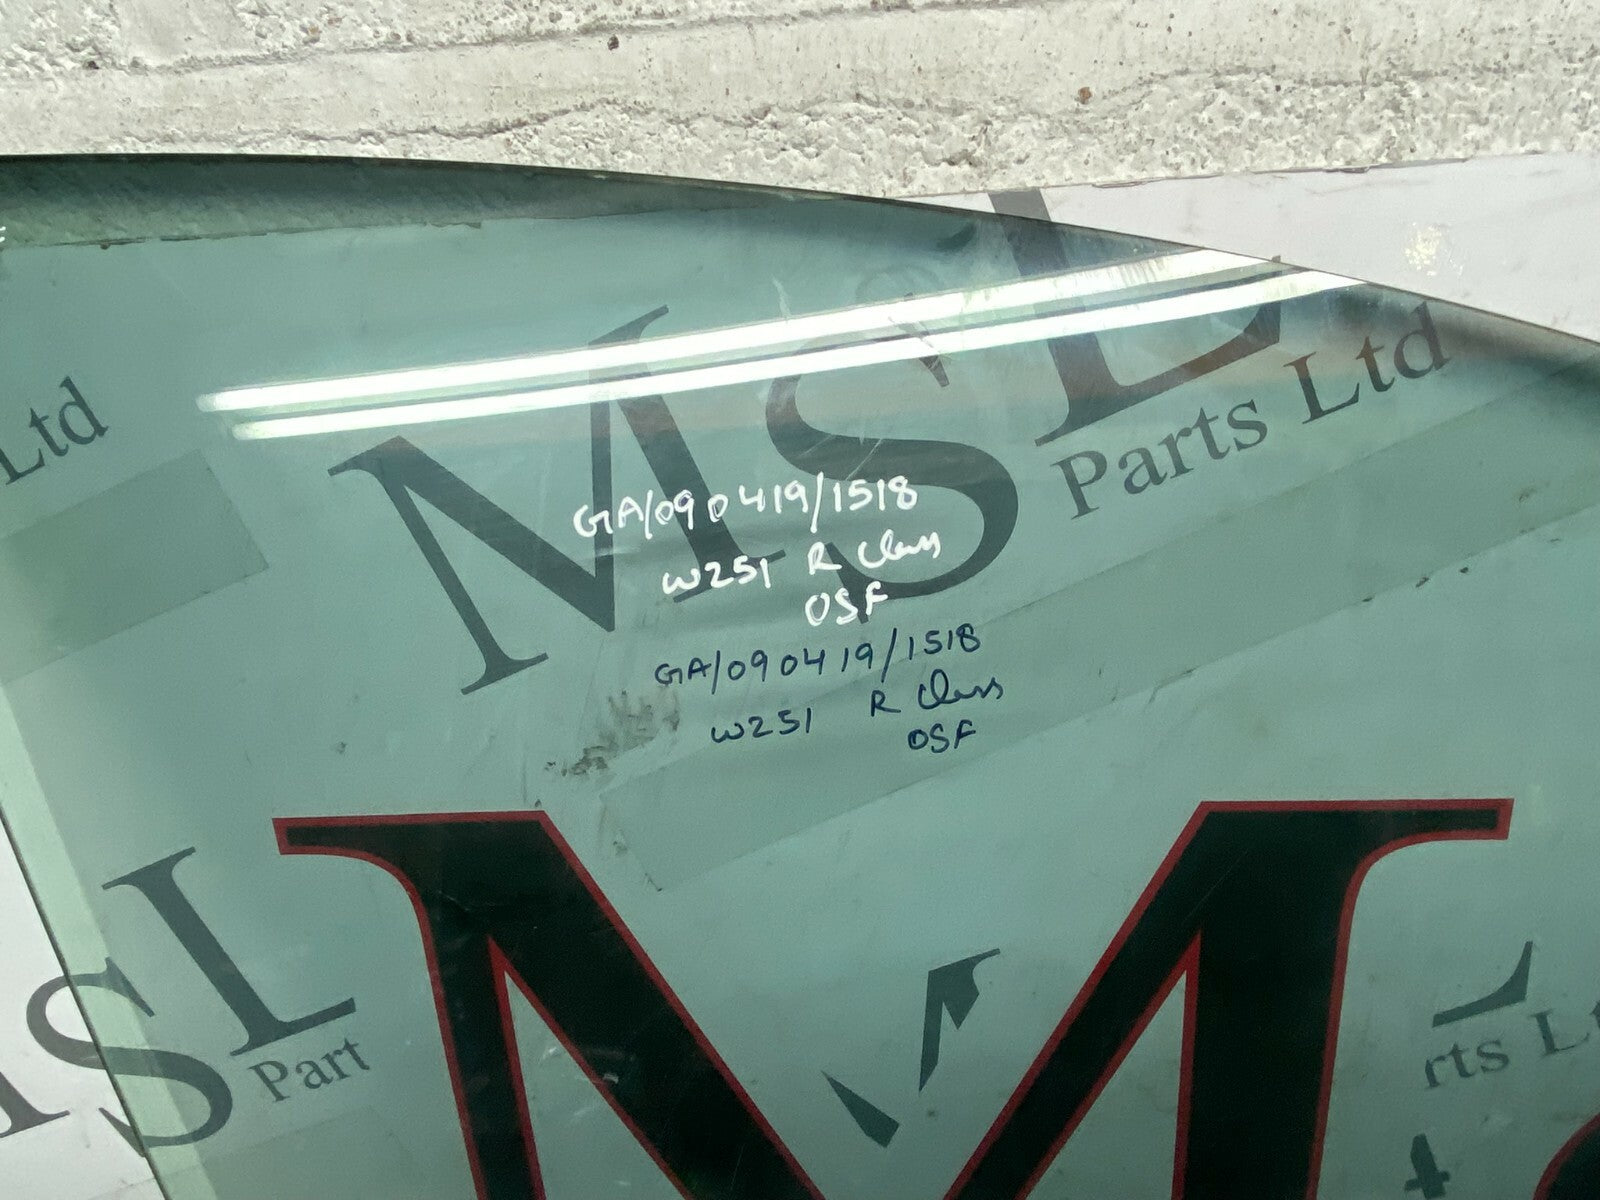 MSL
Parts Ltd
Ltd
GA/090419/1518
W251 R Class
OSF
GA/090419/1518
W251 R Class
OSF
M
SL
Part
rts Lt